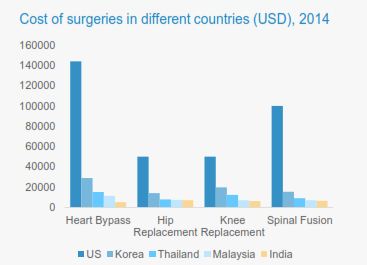 Cost of surgeries in different countries (USD), 2014
160000
140000
120000
100000
80000
60000
40000
20000
0
Heart Bypass
Hip Replacement
Knee Replacement
Spinal Fusion
US Korea Thailand Malaysia India